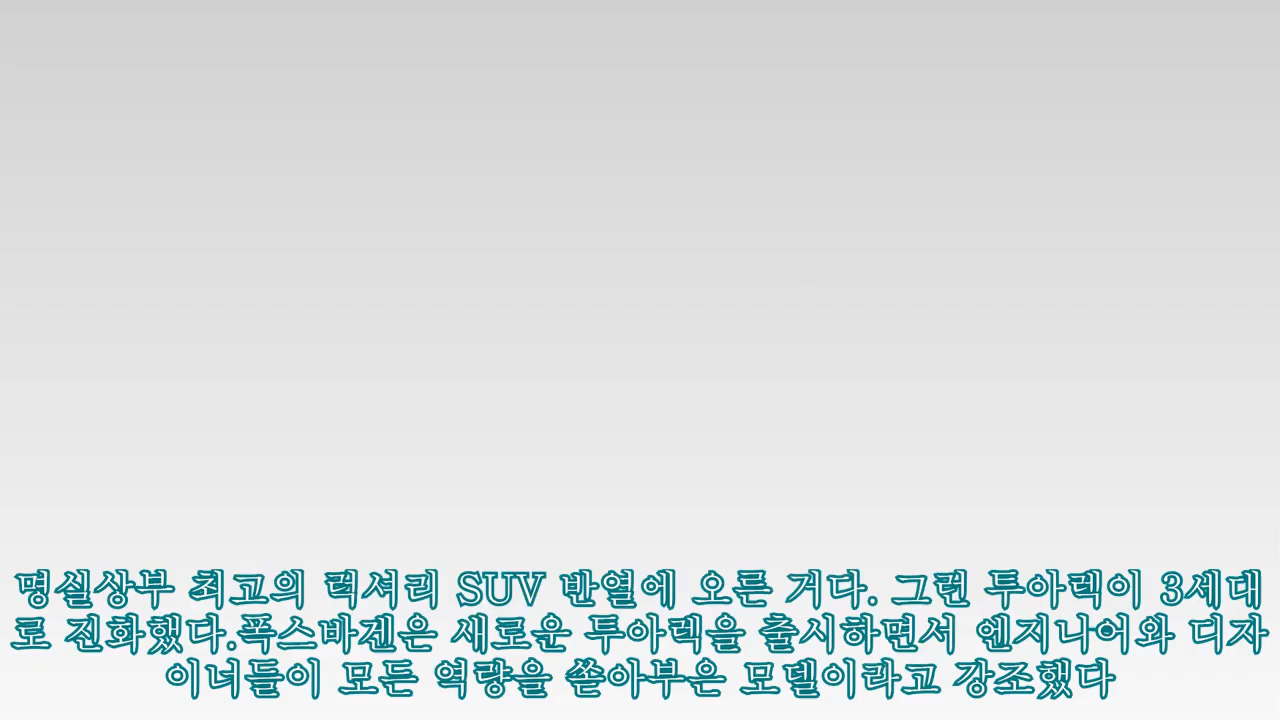 명실상부 최고의 럭셔리 SUV 반열에 오른 거다. 그런 투아렉이 3세대
로 진화했다.폭스바겐은 새로운 투아렉을 출시하면서 엔지니어와 디자
이너들이 모든 역량을 쏟아부은 모델이라고 강조했다